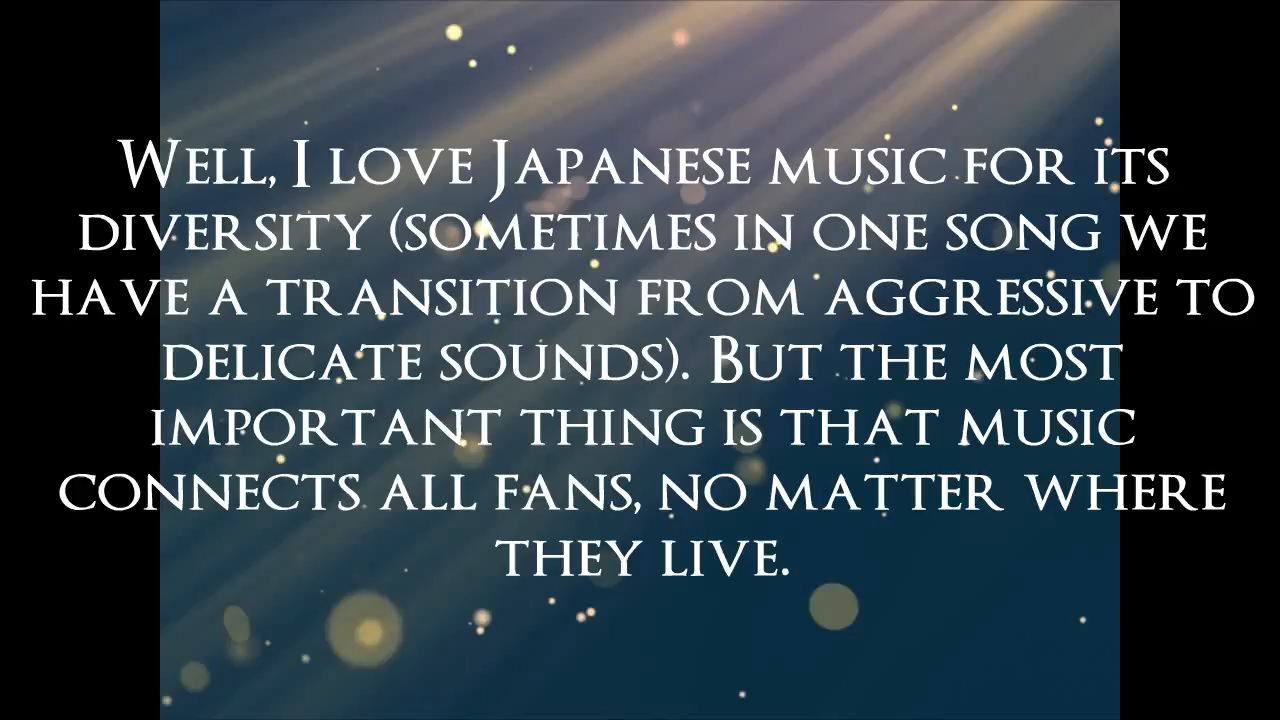 Well, I love Japanese music for its
diversity (sometimes in one song we
have a transition from aggressive to
delicate sounds). But the most
important thing is that music
connects all fans, no matter where
they live.